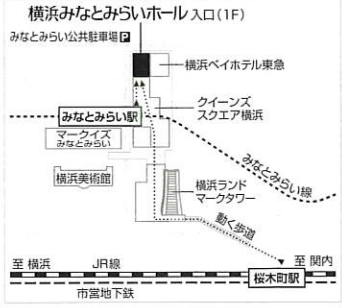 横浜みなとみらいホール 入口(1F)
みなとみらい公共駐車場 P
横浜ベイホテル東急
クイーンズ
スクエア横浜
みなとみらい駅
マークイズ
みなとみらい
みなとみらい線
横浜美術館
横浜ランド
マークタワー
動く歩道
至 横浜
JR線
桜木町駅
至 関内
市営地下鉄